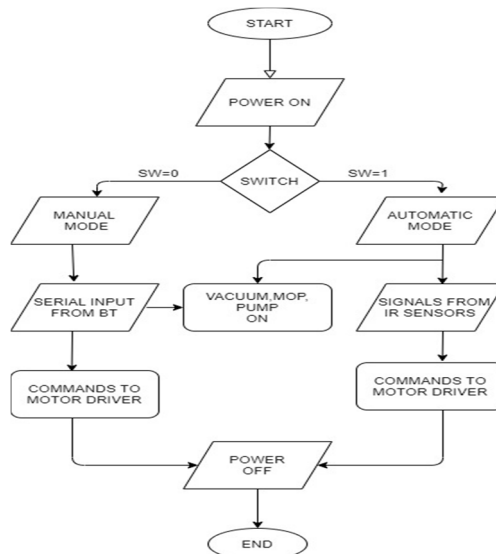 START
POWER ON
SW=0
SWITCH
SW=1
MANUAL
MODE
AUTOMATIC
MODE
SERIAL INPUT
FROM BT
VACUUM,MOP,
PUMP
ON
SIGNALS FROM
IR SENSORS
COMMANDS TO
MOTOR DRIVER
COMMANDS TO
MOTOR DRIVER
POWER
OFF
END